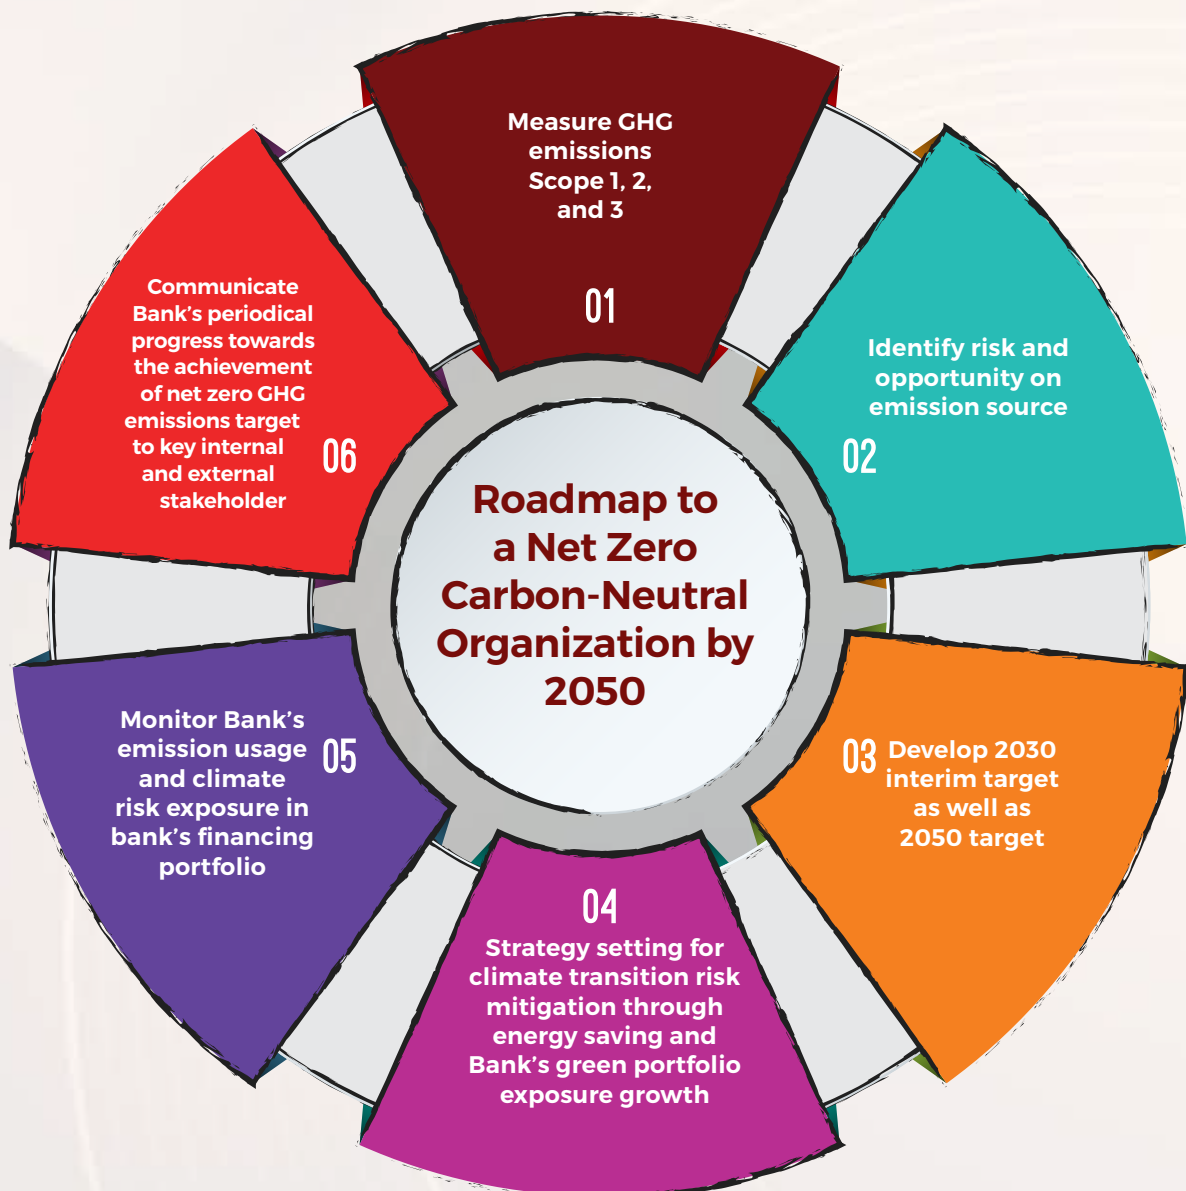 Measure GHG
emissions
Scope 1, 2,
and 3
01
Identify risk and
opportunity on
emission source
02
03
Develop 2030
interim target
as well as
2050 target
04
Strategy setting for
climate transition risk
mitigation through
energy saving and
Bank's green portfolio
exposure growth
Monitor Bank's
emission usage
and climate
risk exposure in
bank's financing
portfolio
05
Communicate
Bank's periodical
progress towards
the achievement
of net zero GHG
emissions target
to key internal
and external
stakeholder
06
Roadmap to
a Net Zero
Carbon-Neutral
Organization by
2050